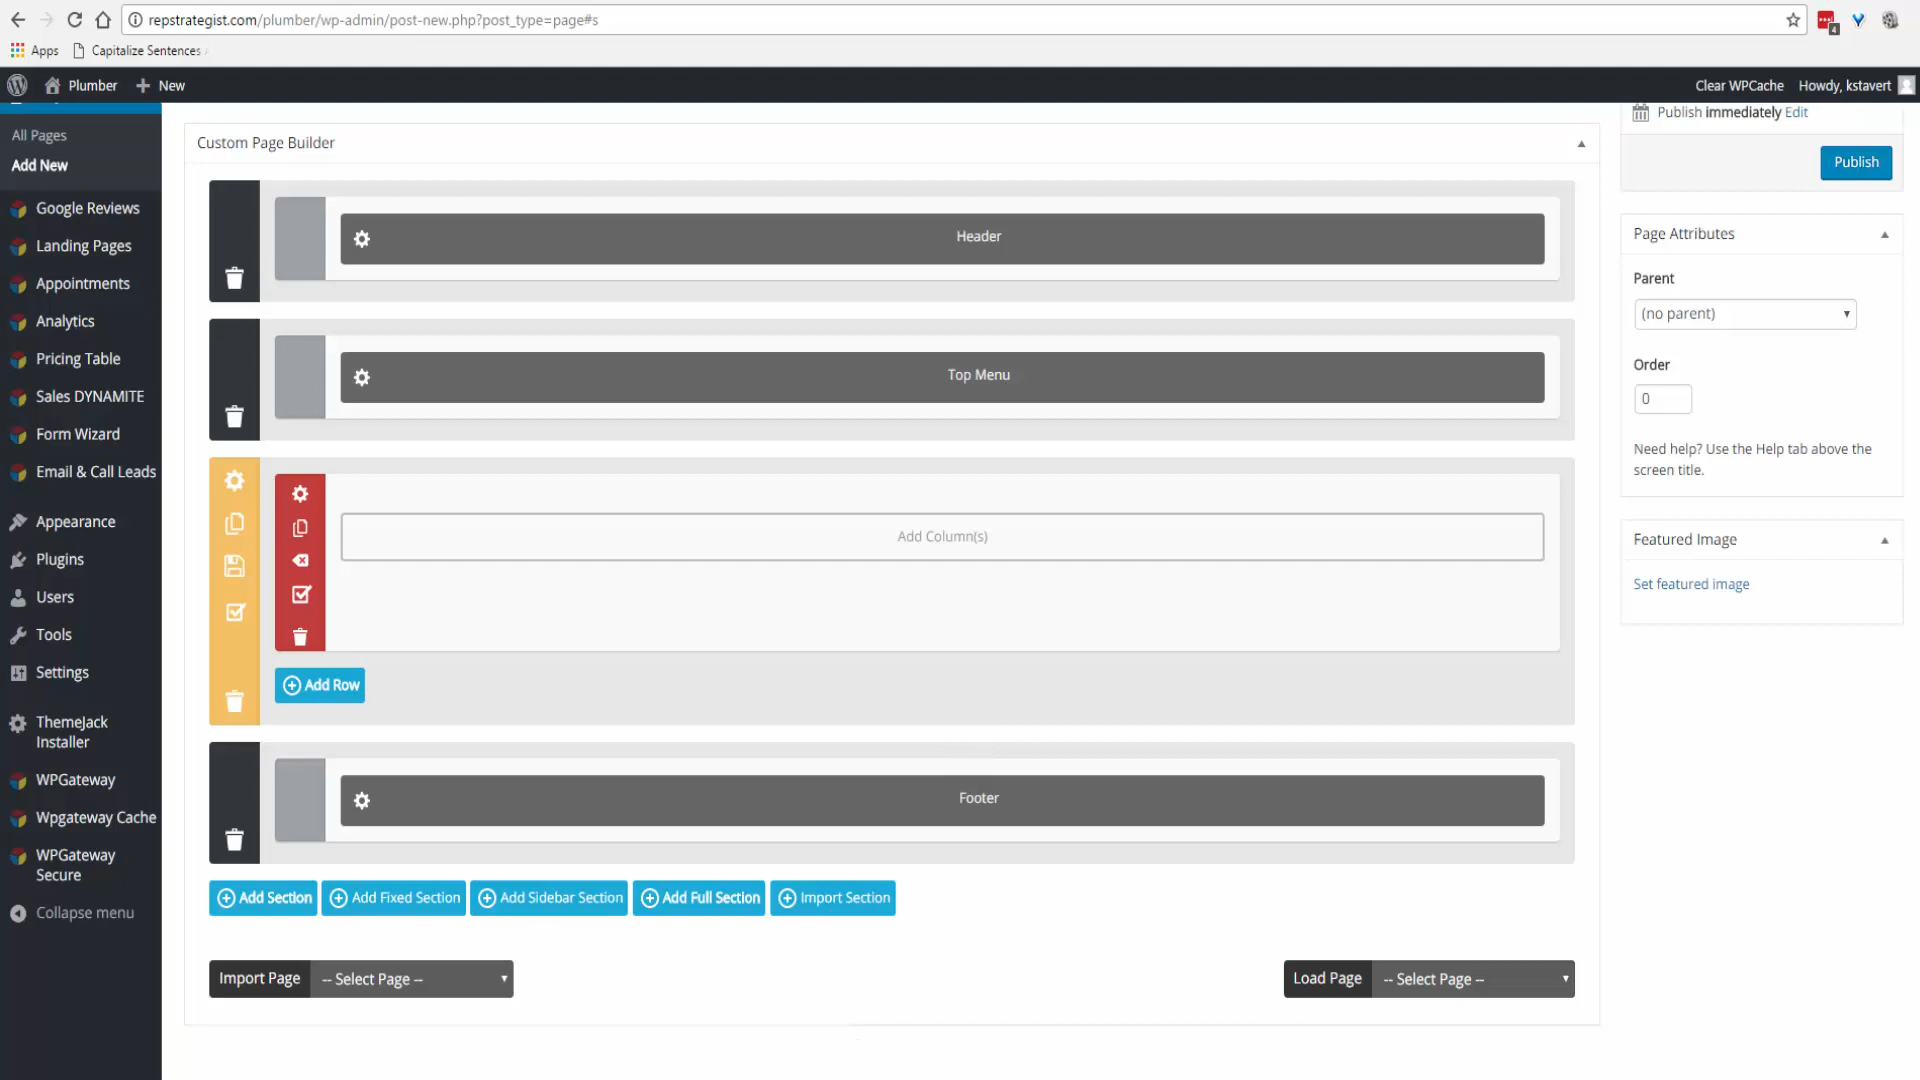 repstrategist.com/plumber/wp-admin/post-new.php?post_type=page#s
4
Apps
Capitalize Sentences
Plumber
New
Clear WPCache
Howdy, kstavert
All Pages
Add New
Google Reviews
Landing Pages
Appointments
Analytics
Pricing Table
Sales DYNAMITE
Form Wizard
Email & Call Leads
Appearance
Plugins
Users
Tools
Settings
ThemeJack
Installer
WPGateway
Wpgateway Cache
WPGateway
Secure
Collapse menu
Custom Page Builder
Header
Top Menu
Add Column(s)
Add Row
Footer
Add Section
Add Fixed Section
Add Sidebar Section
Add Full Section
Import Section
Import Page
-- Select Page --
Load Page
-- Select Page --
Publish immediately Edit
Publish
Page Attributes
Parent
(no parent)
Order
0
Need help? Use the Help tab above the
screen title.
Featured Image
Set featured image